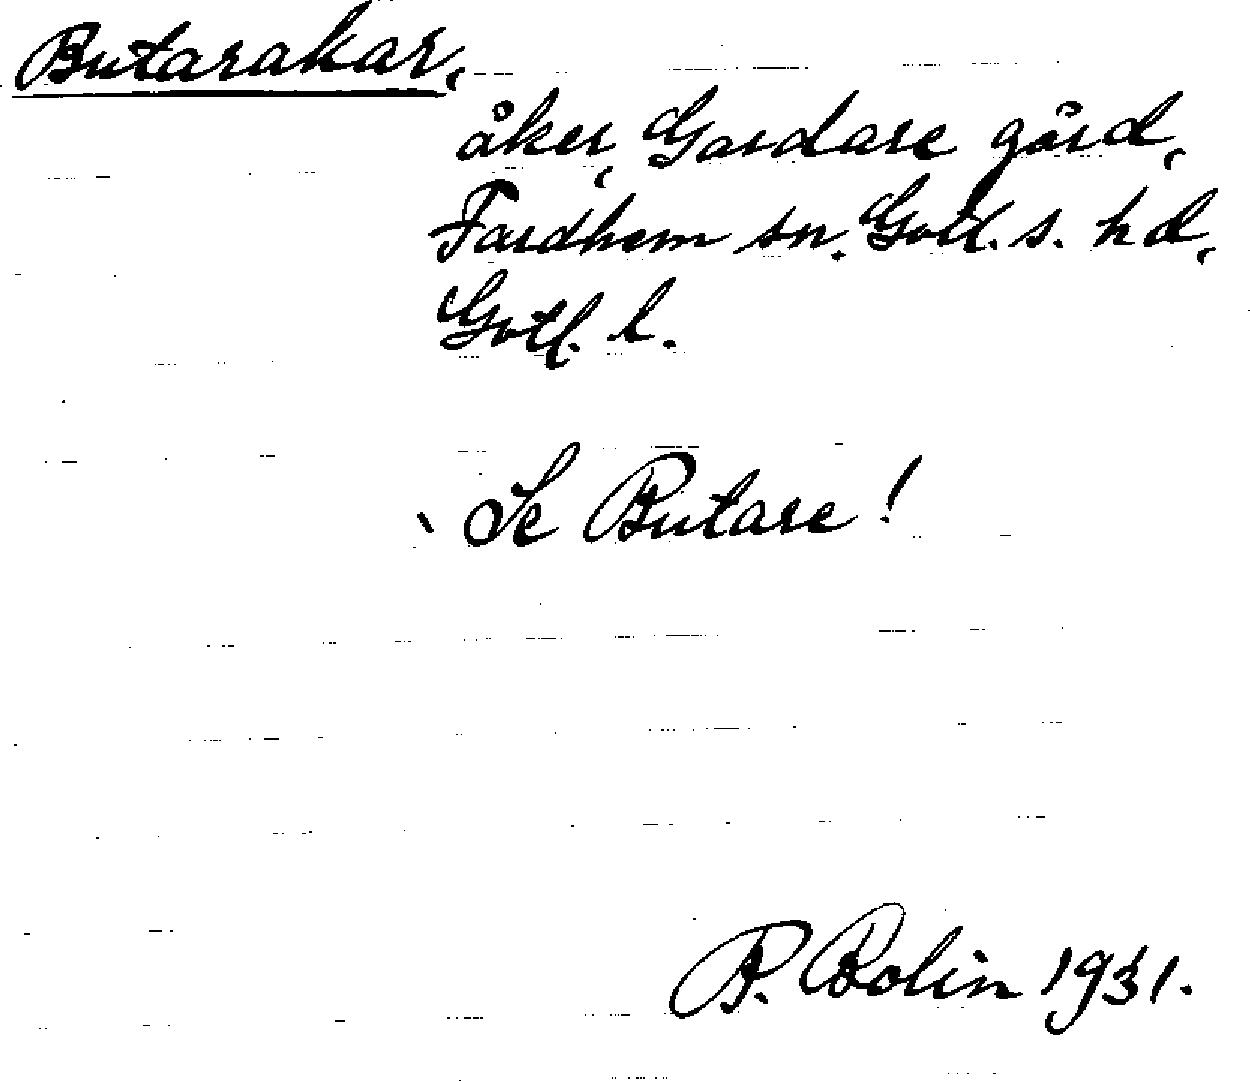 Butarakar,
åker, Gardare gård,
Fardhem sn. Gotl. s. hd,
Gotl. l.
Se Butare!
P. Bolin 1931.